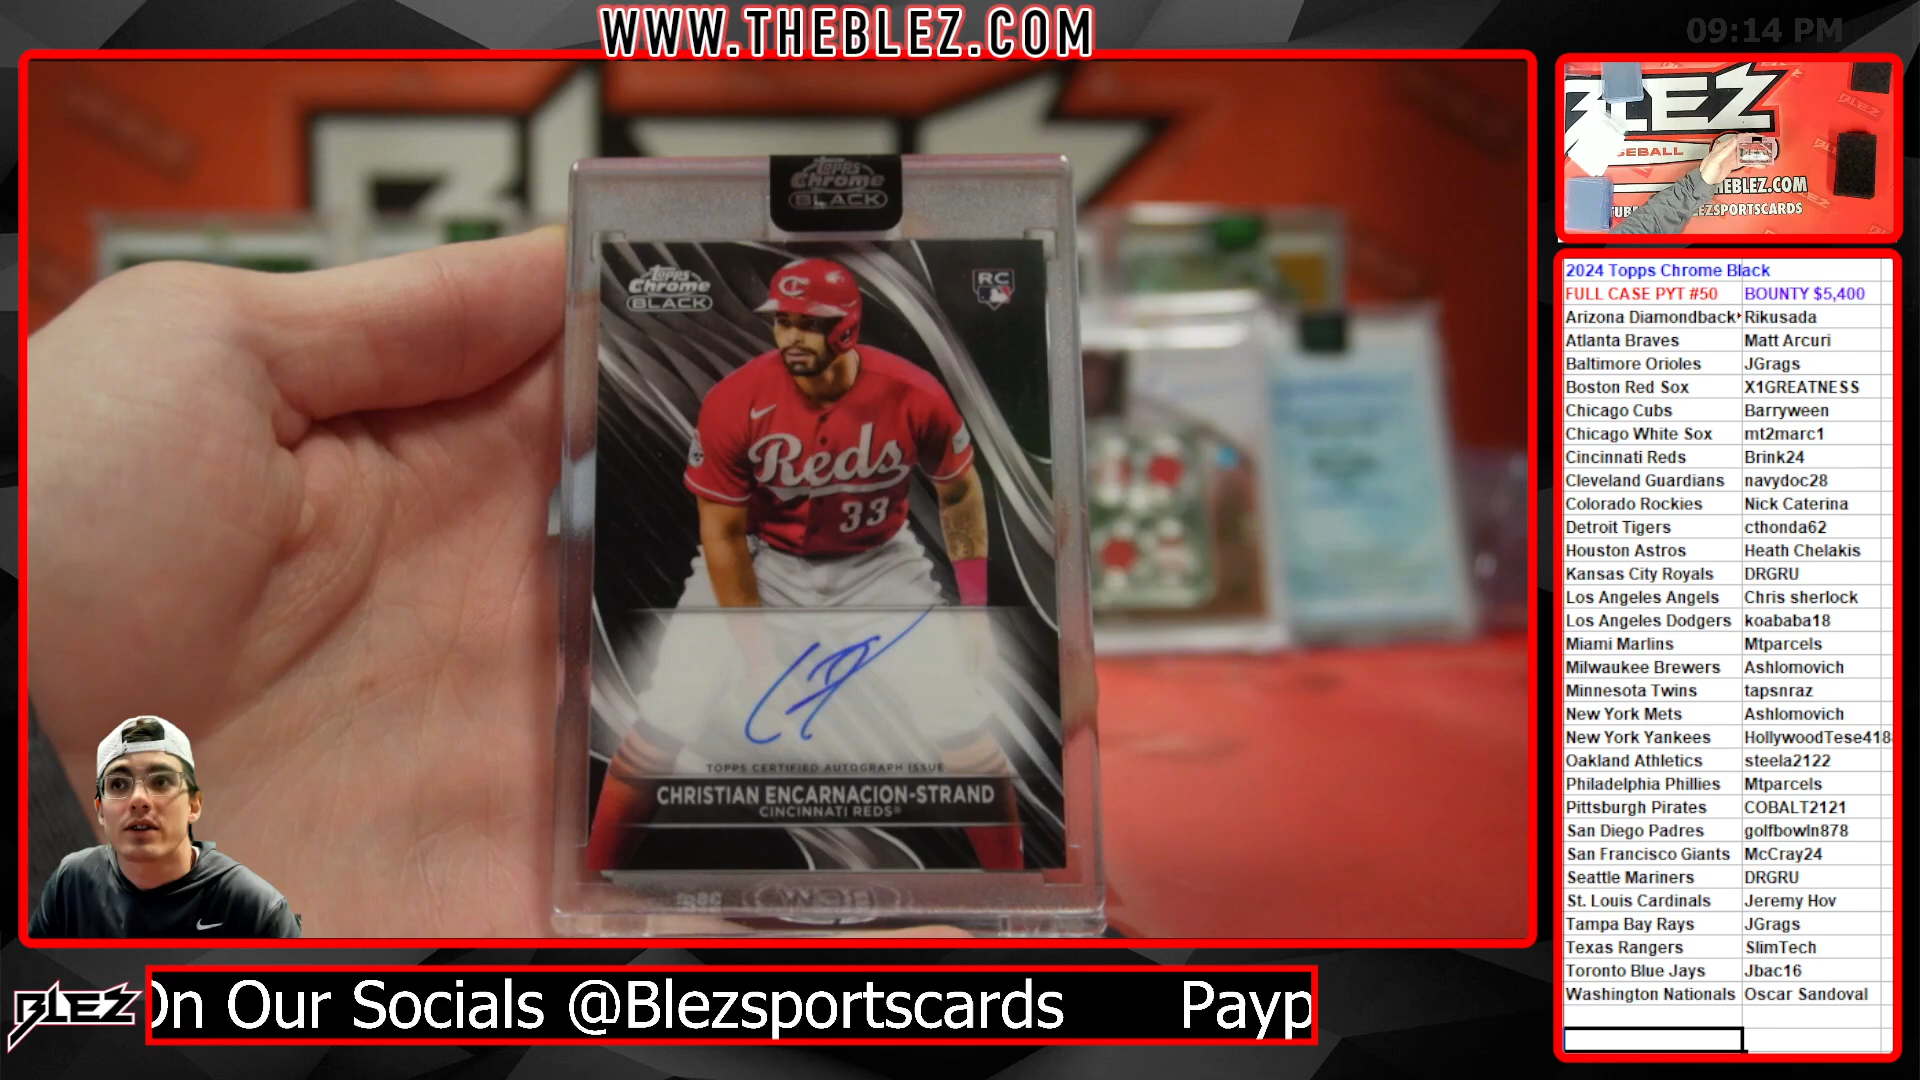 WWW.THEBLEZ.COM
09:14 PM
Topps
Chrome
BLACK
Topps
Chrome
BLACK
RC
Reds
33
TOPPS CERTIFIED AUTOGRAPH ISSUE
CHRISTIAN ENCARNACION-STRAND
CINCINNATI REDS®
BLEZ
SEBALL
THEBLEZ.COM
BLEZSPORTSCARDS
2024 Topps Chrome Black
FULL CASE PYT #50 BOUNTY $5,400
Arizona Diamondback Rikusada
Atlanta Braves Matt Arcuri
Baltimore Orioles JGrags
Boston Red Sox X1GREATNESS
Chicago Cubs Barryween
Chicago White Sox mt2marc1
Cincinnati Reds Brink24
Cleveland Guardians navydoc28
Colorado Rockies Nick Caterina
Detroit Tigers cthonda62
Houston Astros Heath Chelakis
Kansas City Royals DRGRU
Los Angeles Angels Chris sherlock
Los Angeles Dodgers koababa18
Miami Marlins Mtparcels
Milwaukee Brewers Ashlomovich
Minnesota Twins tapsnraz
New York Mets Ashlomovich
New York Yankees HollywoodTese418
Oakland Athletics steela2122
Philadelphia Phillies Mtparcels
Pittsburgh Pirates COBALT2121
San Diego Padres golfbowln878
San Francisco Giants McCray24
Seattle Mariners DRGRU
St. Louis Cardinals Jeremy Hov
Tampa Bay Rays JGrags
Texas Rangers SlimTech
Toronto Blue Jays Jbac16
Washington Nationals Oscar Sandoval
BLEZ
On Our Socials @Blezsportscards Payp